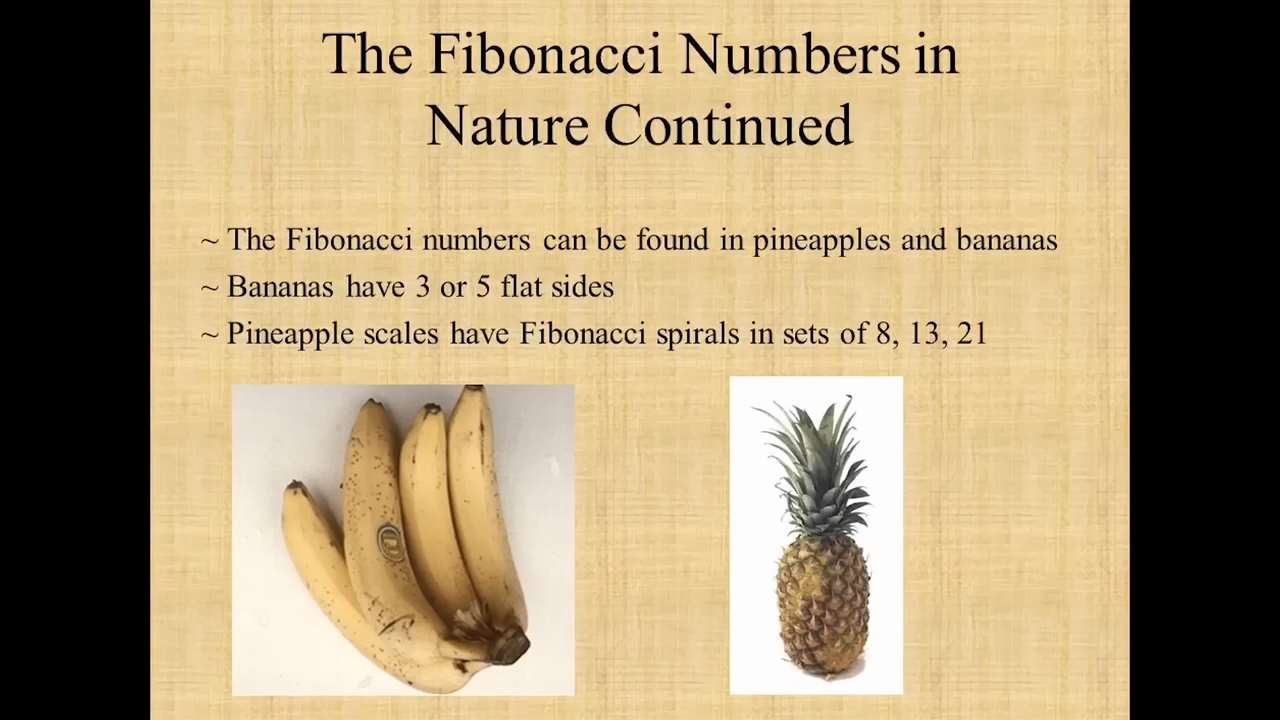 The Fibonacci Numbers in
Nature Continued
~ The Fibonacci numbers can be found in pineapples and bananas
~ Bananas have 3 or 5 flat sides
~ Pineapple scales have Fibonacci spirals in sets of 8, 13, 21